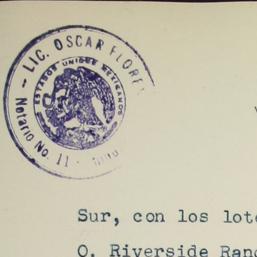 LIC. OSCAR FLORES
ESTADOS UNIDOS MEXICANOS
Notario No. 11
Sur, con los lote
O. Riverside Ranc